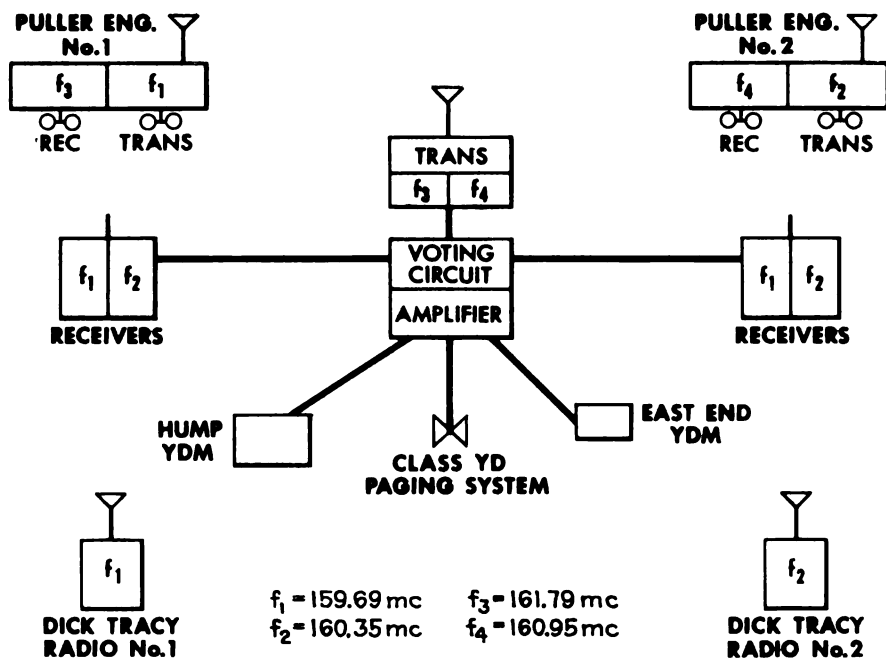 PULLER ENG.
No.1
f₃ f₁
REC TRANS
PULLER ENG.
No.2
f₄ f₂
REC TRANS
TRANS
f₃ f₄
VOTING
CIRCUIT
AMPLIFIER
f₁ f₂
RECEIVERS
f₁ f₂
RECEIVERS
HUMP
YDM
CLASS YD
PAGING SYSTEM
EAST END
YDM
f₁
DICK TRACY
RADIO No.1
f₁ = 159.69 mc f₃ = 161.79 mc
f₂ = 160.35 mc f₄ = 160.95 mc
f₂
DICK TRACY
RADIO No.2